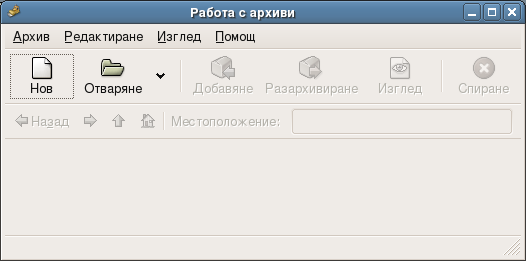 Работа с архиви
Архив Редактиране Изглед Помощ
Нов Отваряне Добавяне Разархивиране Изглед Спиране
Назад Местоположение: